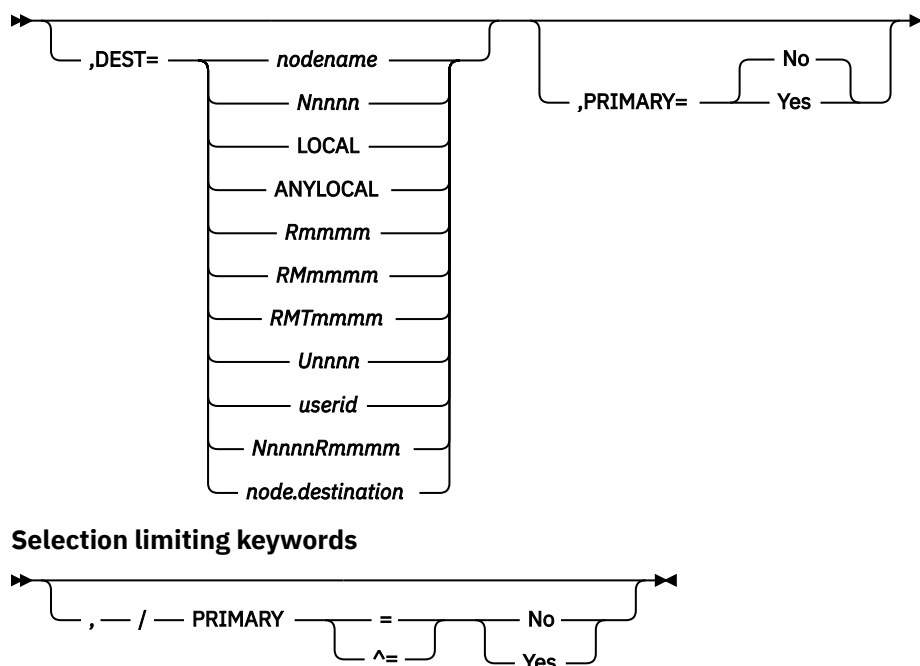 ,DEST= nodename
Nnnnn
LOCAL
ANYLOCAL
Rmmmm
RMmmmm
RMTmmmm
Unnnn
userid
NnnnnRmmmm
node.destination
No
,PRIMARY= Yes
Selection limiting keywords
, / PRIMARY = No
^= Yes